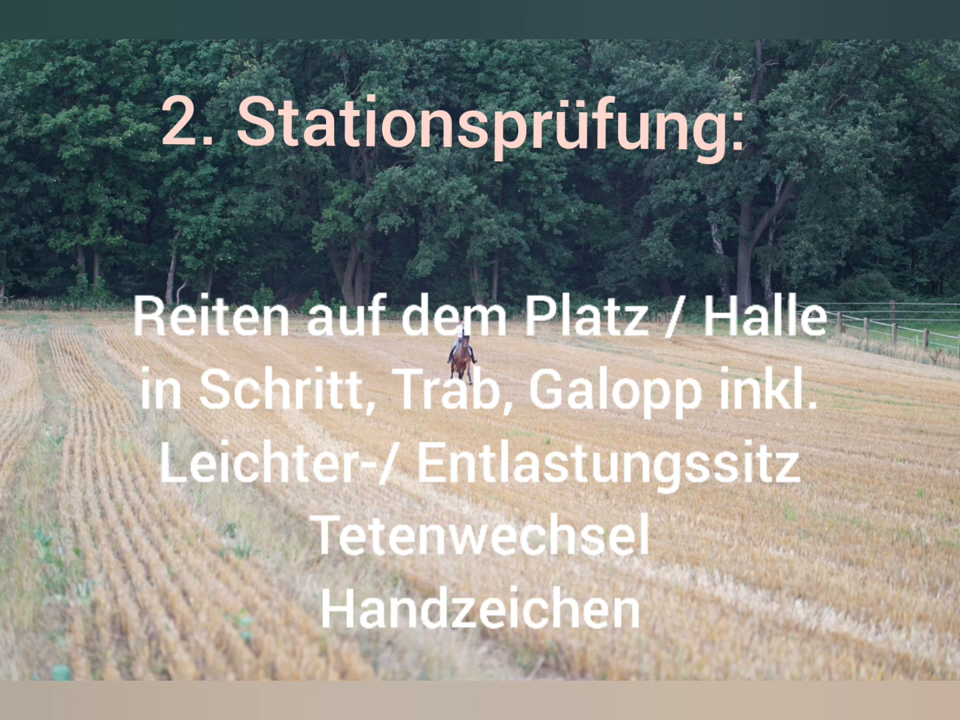 2. Stationsprüfung:
Reiten auf dem Platz / Halle
in Schritt, Trab, Galopp inkl.
Leichter-/ Entlastungssitz
Tetenwechsel
Handzeichen